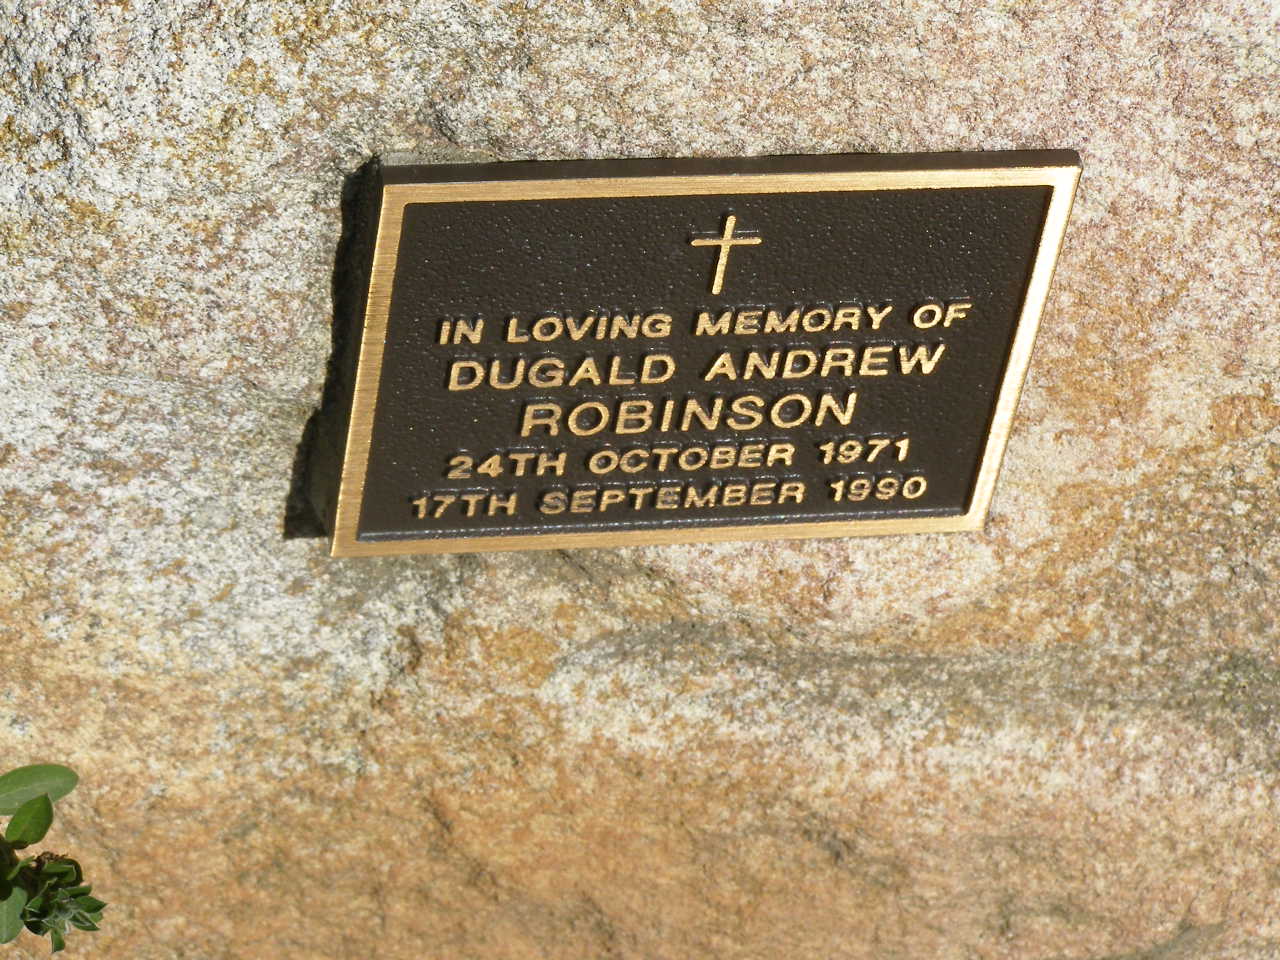 IN LOVING MEMORY OF
DUGALD ANDREW
ROBINSON
24TH OCTOBER 1971
17TH SEPTEMBER 1990